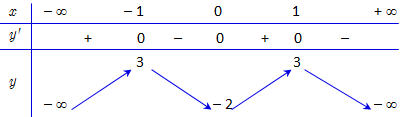 x − ∞ − 1 0 1 + ∞
y′ + 0 − 0 + 0 −
3 3
y
− ∞ − 2 − ∞